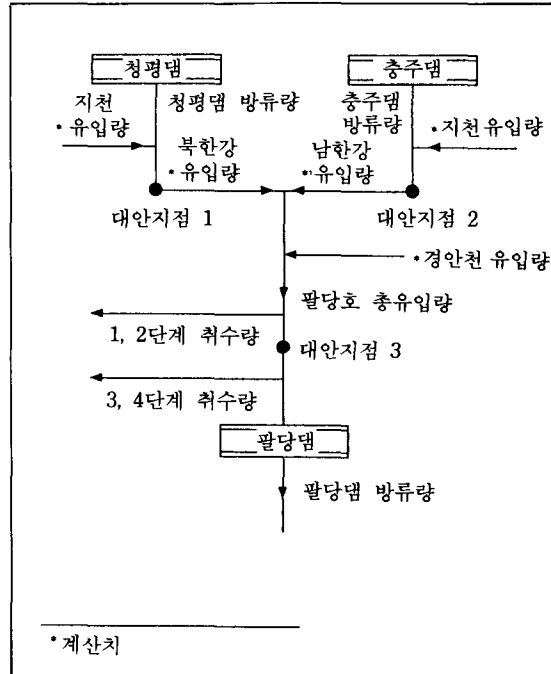 청평댐
충주댐
지천
*유입량
청평댐 방류량
충주댐
방류량
*지천유입량
북한강
*유입량
남한강
*유입량
대안지점 1
대안지점 2
*경안천 유입량
팔당호 총유입량
1, 2단계 취수량
대안지점 3
3, 4단계 취수량
팔당댐
팔당댐 방류량
*계산치